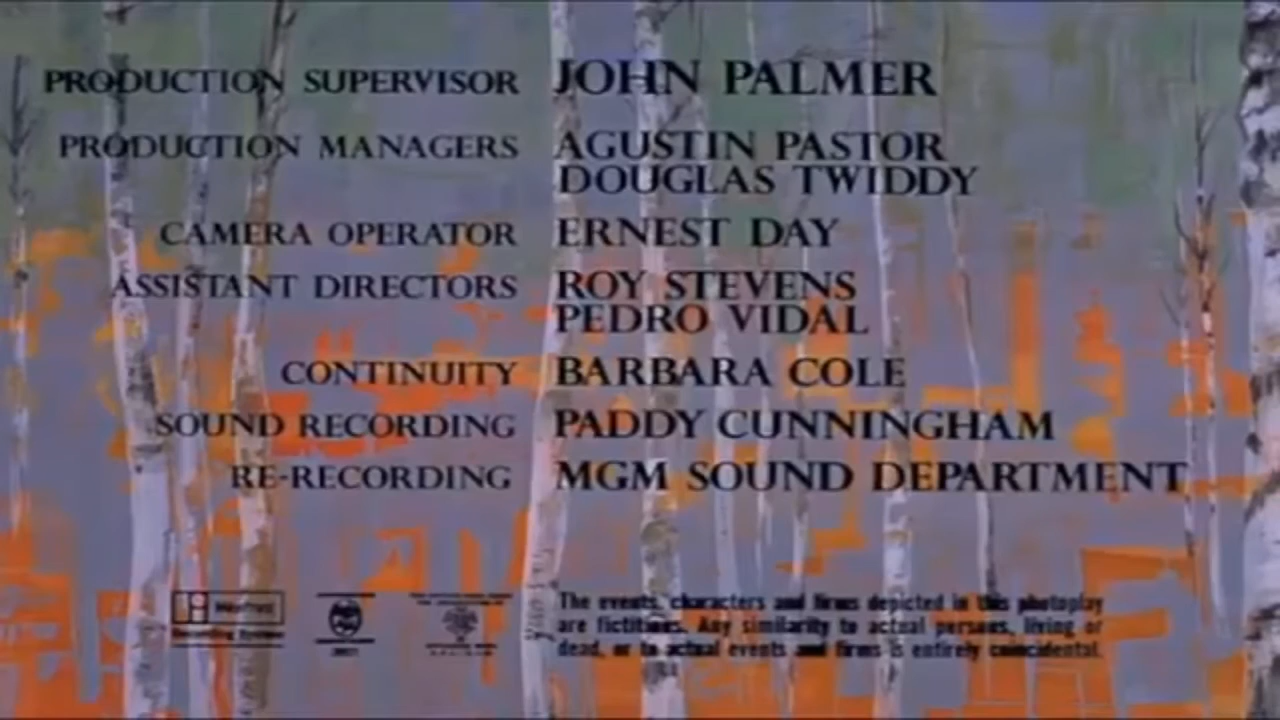 PRODUCTION SUPERVISOR JOHN PALMER
PRODUCTION MANAGERS AGUSTIN PASTOR
DOUGLAS TWIDDY
CAMERA OPERATOR ERNEST DAY
ASSISTANT DIRECTORS ROY STEVENS
PEDRO VIDAL
CONTINUITY BARBARA COLE
SOUND RECORDING PADDY CUNNINGHAM
RE-RECORDING MGM SOUND DEPARTMENT
The events, characters and firms depicted in this photoplay
are fictitious. Any similarity to actual persons, living or
dead, or to actual events and firms is entirely coincidental.